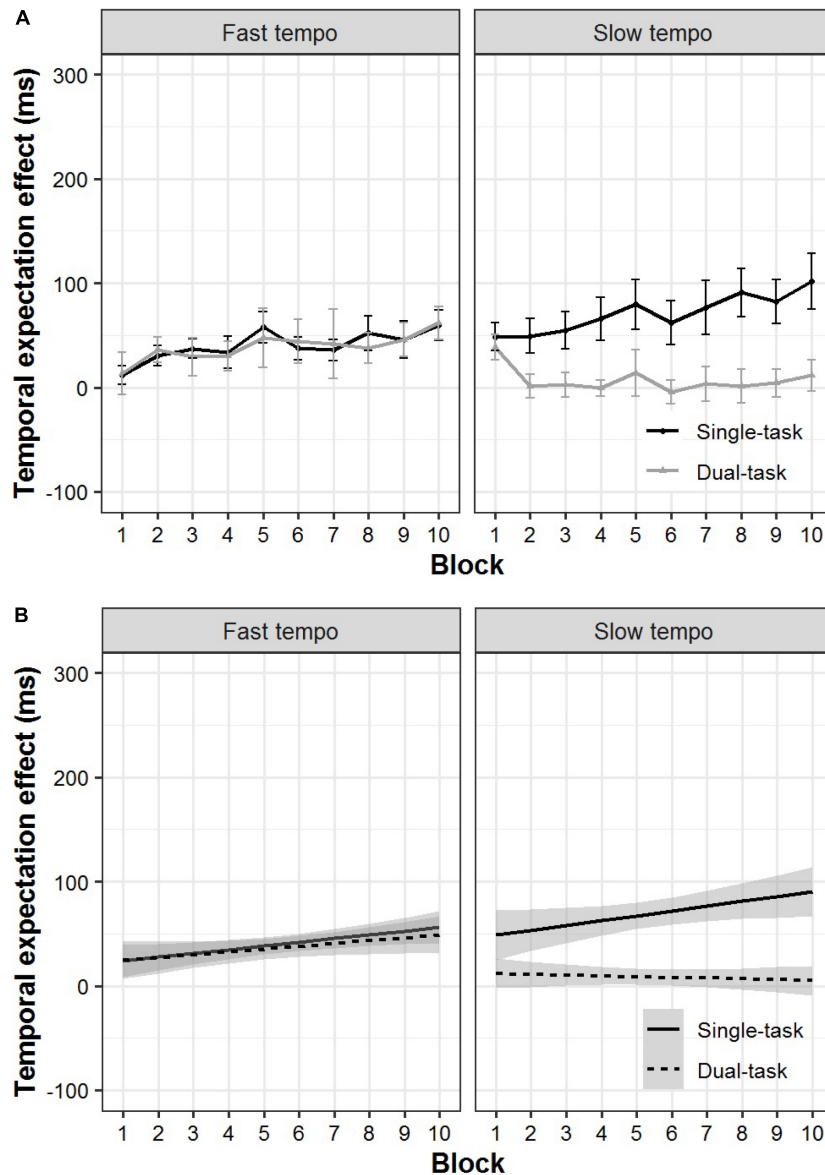 A
Fast tempo
Slow tempo
Temporal expectation effect (ms)
300
200
100
0
-100
Single-task
Dual-task
1 2 3 4 5 6 7 8 9 10
1 2 3 4 5 6 7 8 9 10
Block
B
Fast tempo
Slow tempo
Temporal expectation effect (ms)
300
200
100
0
-100
Single-task
Dual-task
1 2 3 4 5 6 7 8 9 10
1 2 3 4 5 6 7 8 9 10
Block